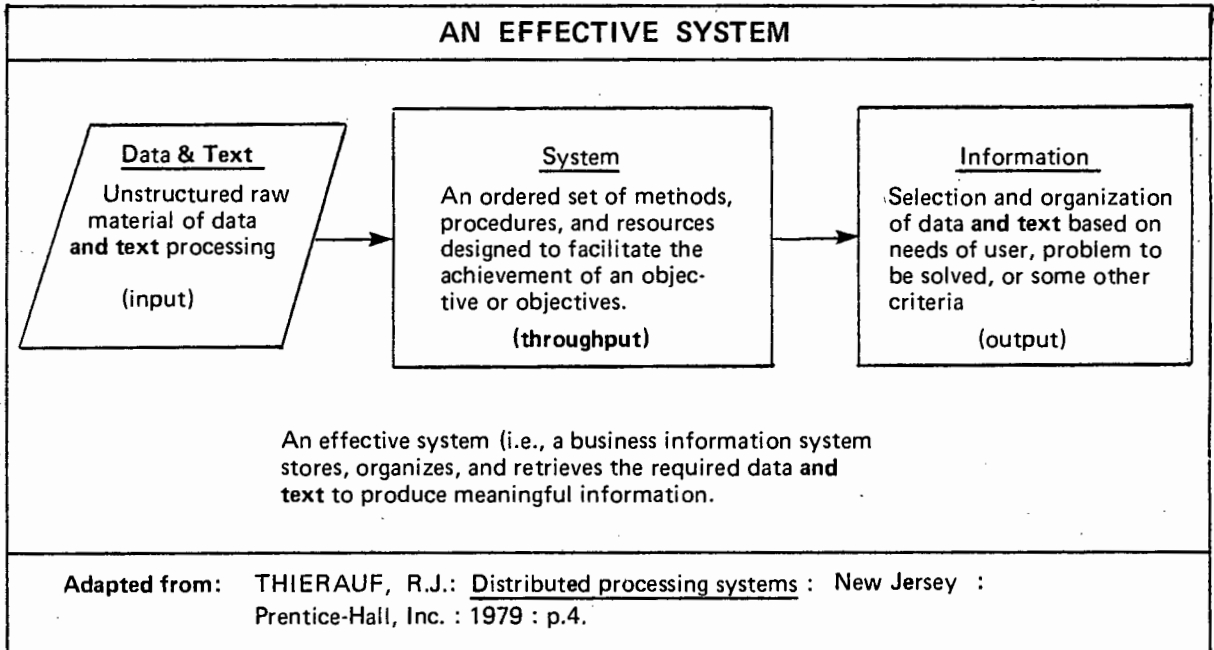 AN EFFECTIVE SYSTEM
Data & Text
Unstructured raw
material of data
and text processing
(input)
System
An ordered set of methods,
procedures, and resources
designed to facilitate the
achievement of an objec-
tive or objectives.
(throughput)
Information
Selection and organization
of data and text based on
needs of user, problem to
be solved, or some other
criteria
(output)
An effective system (i.e., a business information system
stores, organizes, and retrieves the required data and
text to produce meaningful information.
Adapted from: THIERAUF, R.J.: Distributed processing systems : New Jersey :
Prentice-Hall, Inc. : 1979 : p.4.